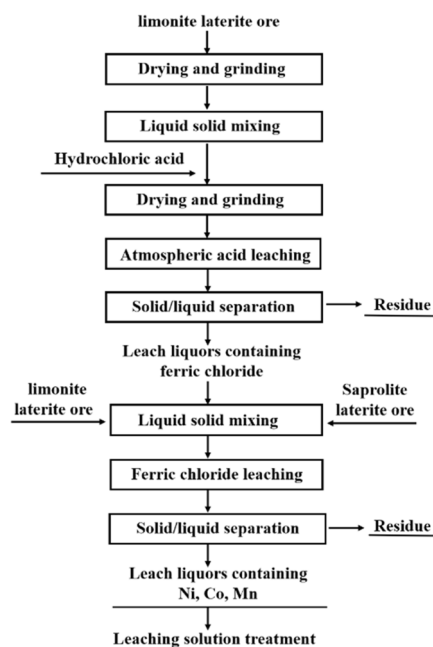 limonite laterite ore
Drying and grinding
Liquid solid mixing
Hydrochloric acid
Drying and grinding
Atmospheric acid leaching
Solid/liquid separation
Residue
Leach liquors containing
ferric chloride
limonite
laterite ore
Liquid solid mixing
Saprolite
laterite ore
Ferric chloride leaching
Solid/liquid separation
Residue
Leach liquors containing
Ni, Co, Mn
Leaching solution treatment